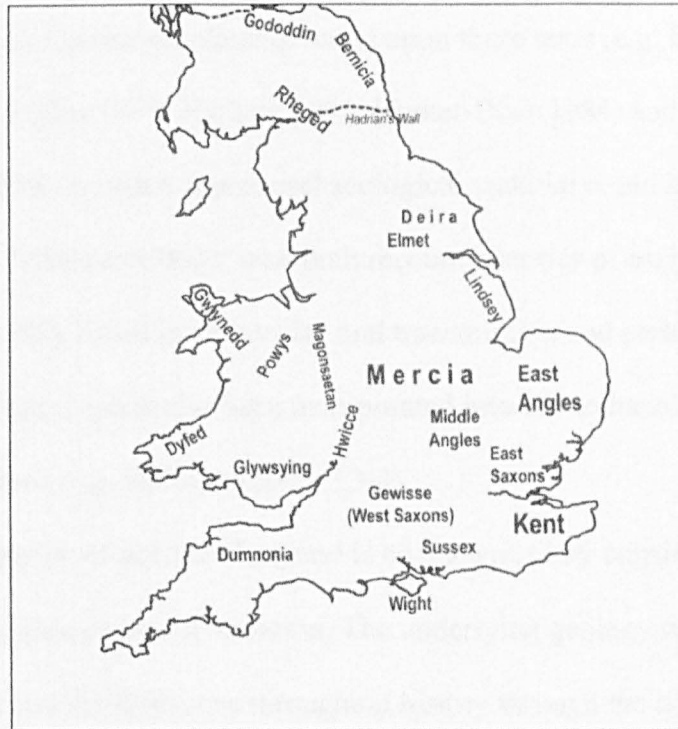 Gododdin
Bernicia
Rheged
Hadrian's Wall
Deira
Elmet
Lindsey
Gwynedd
Powys
Magonsaetan
Mercia
East
Angles
Middle
Angles
Hwicce
Dyfed
Glywsying
East
Saxons
Gewisse
(West Saxons)
Kent
Dumnonia
Sussex
Wight